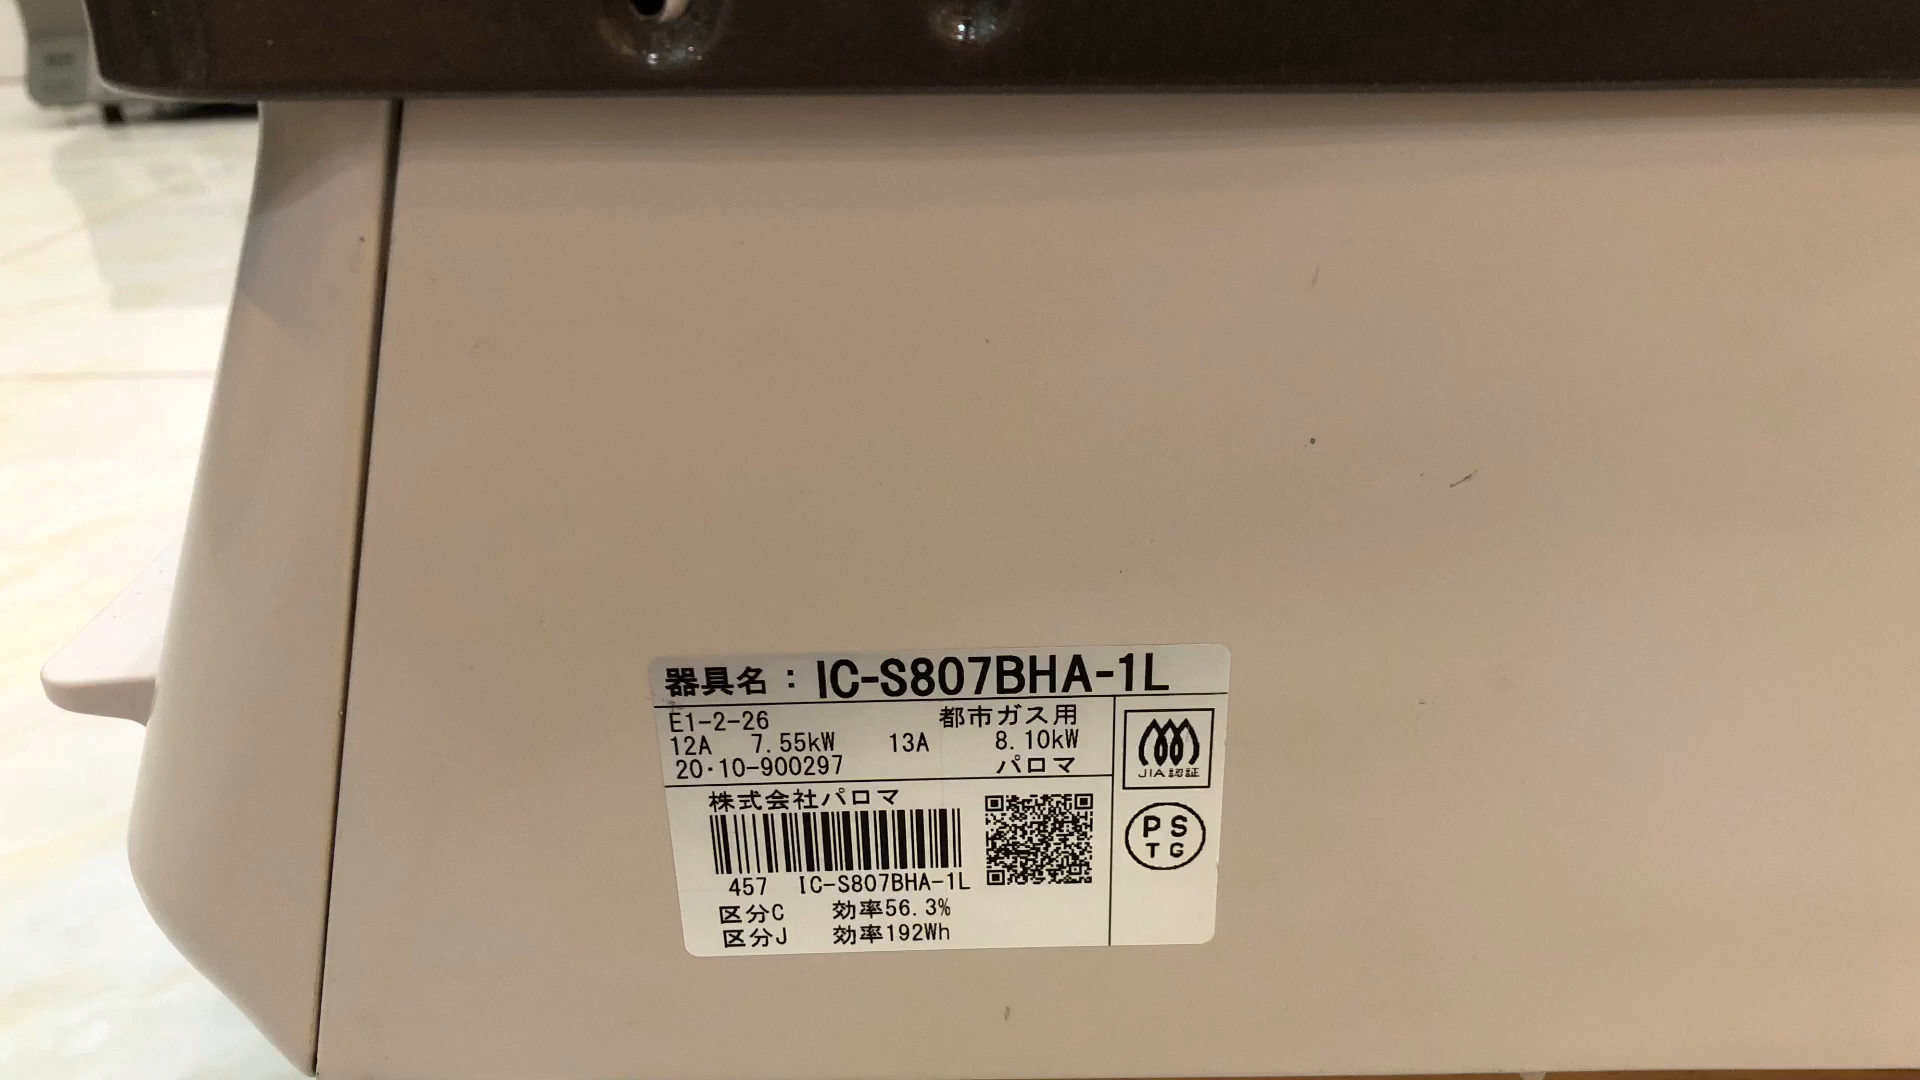 器具名：IC-S807BHA-1L
E1-2-26 都市ガス用
12A 7.55kW 13A 8.10kW
20・10-900297 パロマ
JIA認証
株式会社パロマ
PS
TG
457 IC-S807BHA-1L
区分C 効率56.3%
区分J 効率192Wh